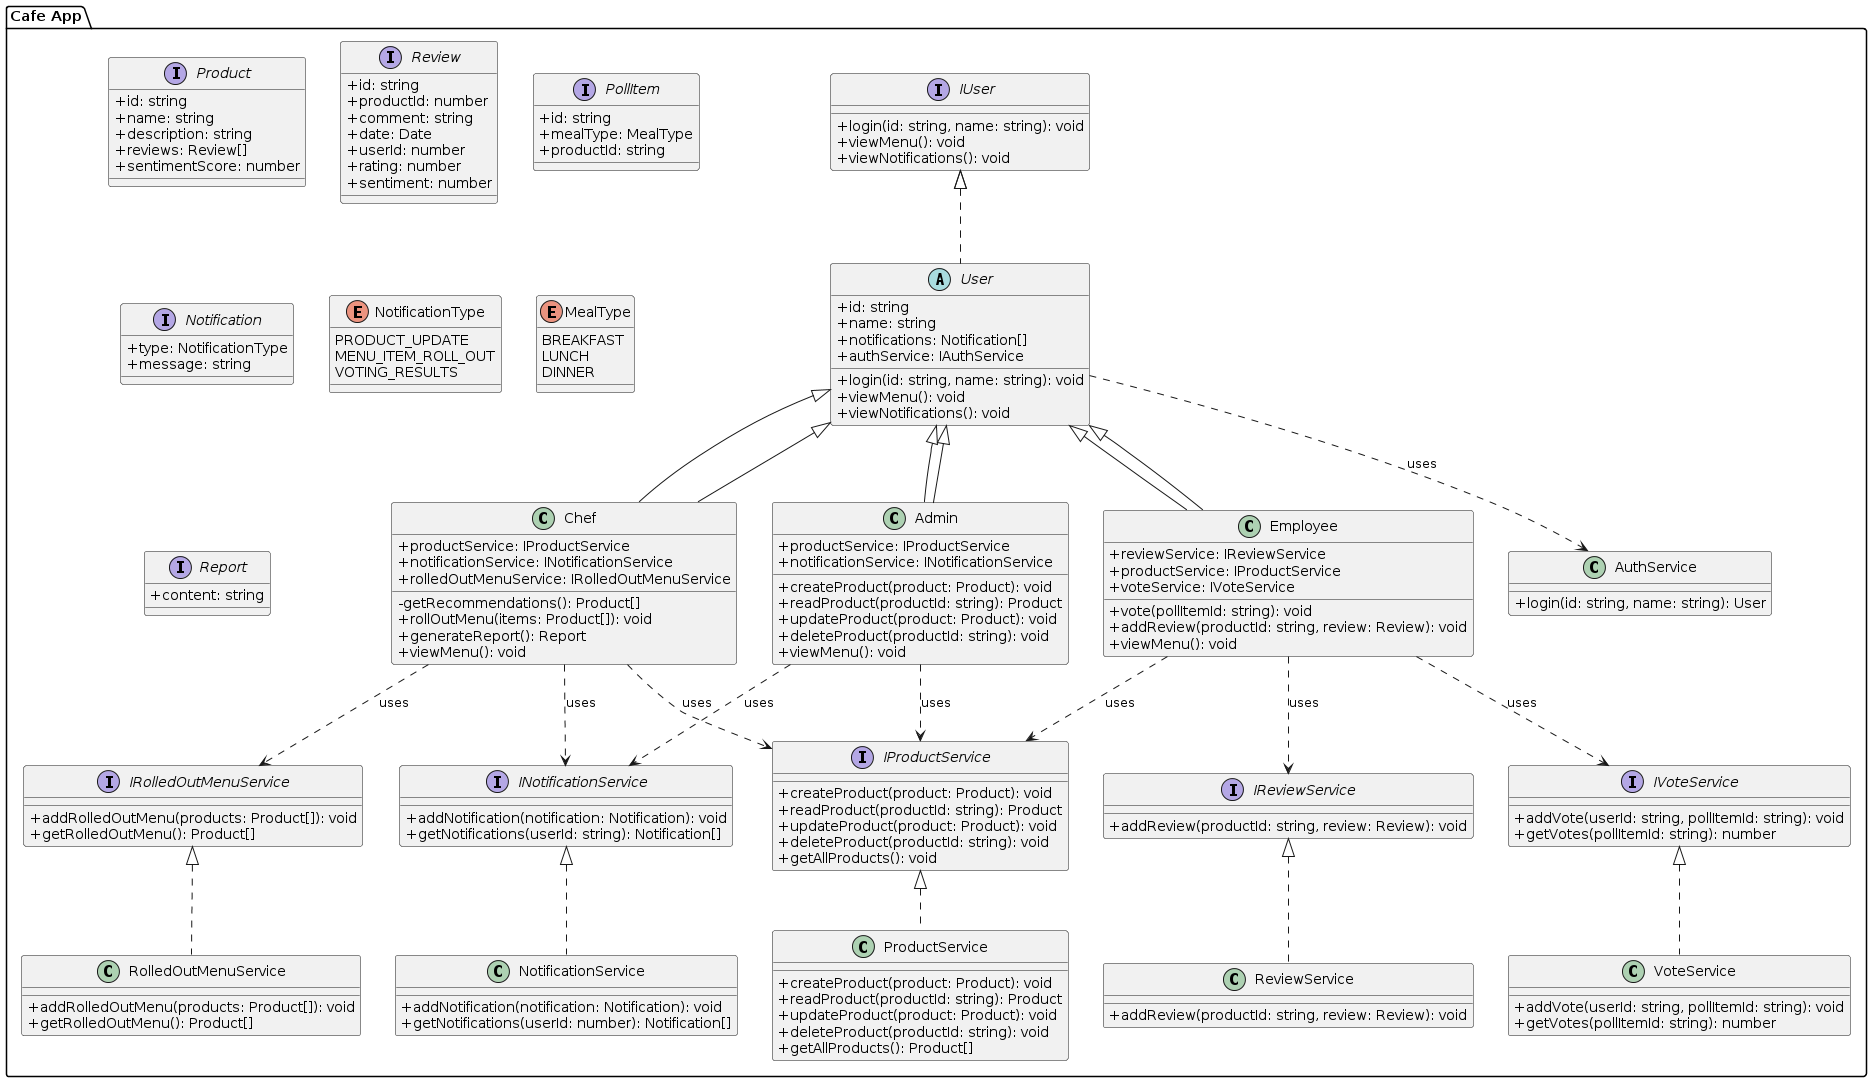 Cafe App
I Product
+id: string
+name: string
+description: string
+reviews: Review[]
+sentimentScore: number
I Review
+id: string
+productId: number
+comment: string
+date: Date
+userId: number
+rating: number
+sentiment: number
I PollItem
+id: string
+mealType: MealType
+productId: string
I IUser
+login(id: string, name: string): void
+viewMenu(): void
+viewNotifications(): void
I Notification
+type: NotificationType
+message: string
E NotificationType
PRODUCT_UPDATE
MENU_ITEM_ROLL_OUT
VOTING_RESULTS
E MealType
BREAKFAST
LUNCH
DINNER
A User
+id: string
+name: string
+notifications: Notification[]
+authService: IAuthService
+login(id: string, name: string): void
+viewMenu(): void
+viewNotifications(): void
uses
I Report
+content: string
C Chef
+productService: IProductService
+notificationService: INotificationService
+rolledOutMenuService: IRolledOutMenuService
-getRecommendations(): Product[]
+rollOutMenu(items: Product[]): void
+generateReport(): Report
+viewMenu(): void
C Admin
+productService: IProductService
+notificationService: INotificationService
+createProduct(product: Product): void
+readProduct(productId: string): Product
+updateProduct(product: Product): void
+deleteProduct(productId: string): void
+viewMenu(): void
C Employee
+reviewService: IReviewService
+productService: IProductService
+voteService: IVoteService
+vote(pollItemId: string): void
+addReview(productId: string, review: Review): void
+viewMenu(): void
C AuthService
+login(id: string, name: string): User
uses
uses
uses
uses
uses
uses
uses
uses
I IRolledOutMenuService
+addRolledOutMenu(products: Product[]): void
+getRolledOutMenu(): Product[]
I INotificationService
+addNotification(notification: Notification): void
+getNotifications(userId: string): Notification[]
I IProductService
+createProduct(product: Product): void
+readProduct(productId: string): Product
+updateProduct(product: Product): void
+deleteProduct(productId: string): void
+getAllProducts(): void
I IReviewService
+addReview(productId: string, review: Review): void
I IVoteService
+addVote(userId: string, pollItemId: string): void
+getVotes(pollItemId: string): number
C RolledOutMenuService
+addRolledOutMenu(products: Product[]): void
+getRolledOutMenu(): Product[]
C NotificationService
+addNotification(notification: Notification): void
+getNotifications(userId: number): Notification[]
C ProductService
+createProduct(product: Product): void
+readProduct(productId: string): Product
+updateProduct(product: Product): void
+deleteProduct(productId: string): void
+getAllProducts(): Product[]
C ReviewService
+addReview(productId: string, review: Review): void
C VoteService
+addVote(userId: string, pollItemId: string): void
+getVotes(pollItemId: string): number